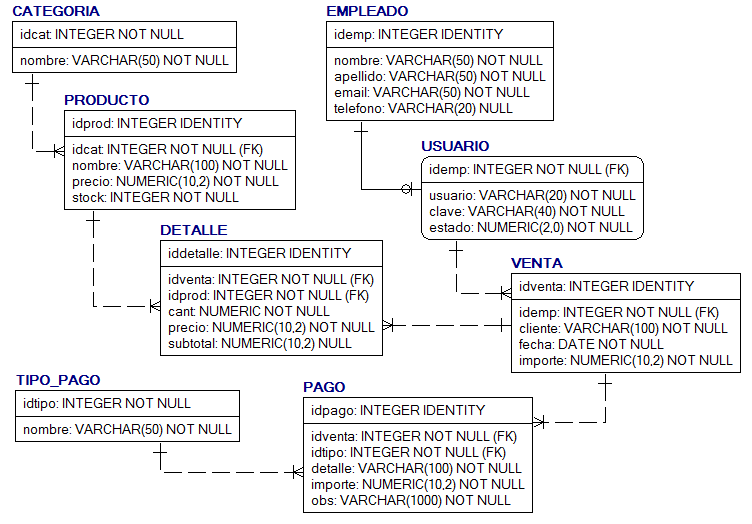 CATEGORIA
idcat: INTEGER NOT NULL
nombre: VARCHAR(50) NOT NULL
EMPLEADO
idemp: INTEGER IDENTITY
nombre: VARCHAR(50) NOT NULL
apellido: VARCHAR(50) NOT NULL
email: VARCHAR(50) NOT NULL
telefono: VARCHAR(20) NULL
PRODUCTO
idprod: INTEGER IDENTITY
idcat: INTEGER NOT NULL (FK)
nombre: VARCHAR(100) NOT NULL
precio: NUMERIC(10,2) NOT NULL
stock: INTEGER NOT NULL
USUARIO
idemp: INTEGER NOT NULL (FK)
usuario: VARCHAR(20) NOT NULL
clave: VARCHAR(40) NOT NULL
estado: NUMERIC(2,0) NOT NULL
DETALLE
iddetalle: INTEGER IDENTITY
idventa: INTEGER NOT NULL (FK)
idprod: INTEGER NOT NULL (FK)
cant: NUMERIC NOT NULL
precio: NUMERIC(10,2) NOT NULL
subtotal: NUMERIC(10,2) NULL
VENTA
idventa: INTEGER IDENTITY
idemp: INTEGER NOT NULL (FK)
cliente: VARCHAR(100) NOT NULL
fecha: DATE NOT NULL
importe: NUMERIC(10,2) NOT NULL
TIPO_PAGO
idtipo: INTEGER NOT NULL
nombre: VARCHAR(50) NOT NULL
PAGO
idpago: INTEGER IDENTITY
idventa: INTEGER NOT NULL (FK)
idtipo: INTEGER NOT NULL (FK)
detalle: VARCHAR(100) NOT NULL
importe: NUMERIC(10,2) NOT NULL
obs: VARCHAR(1000) NOT NULL